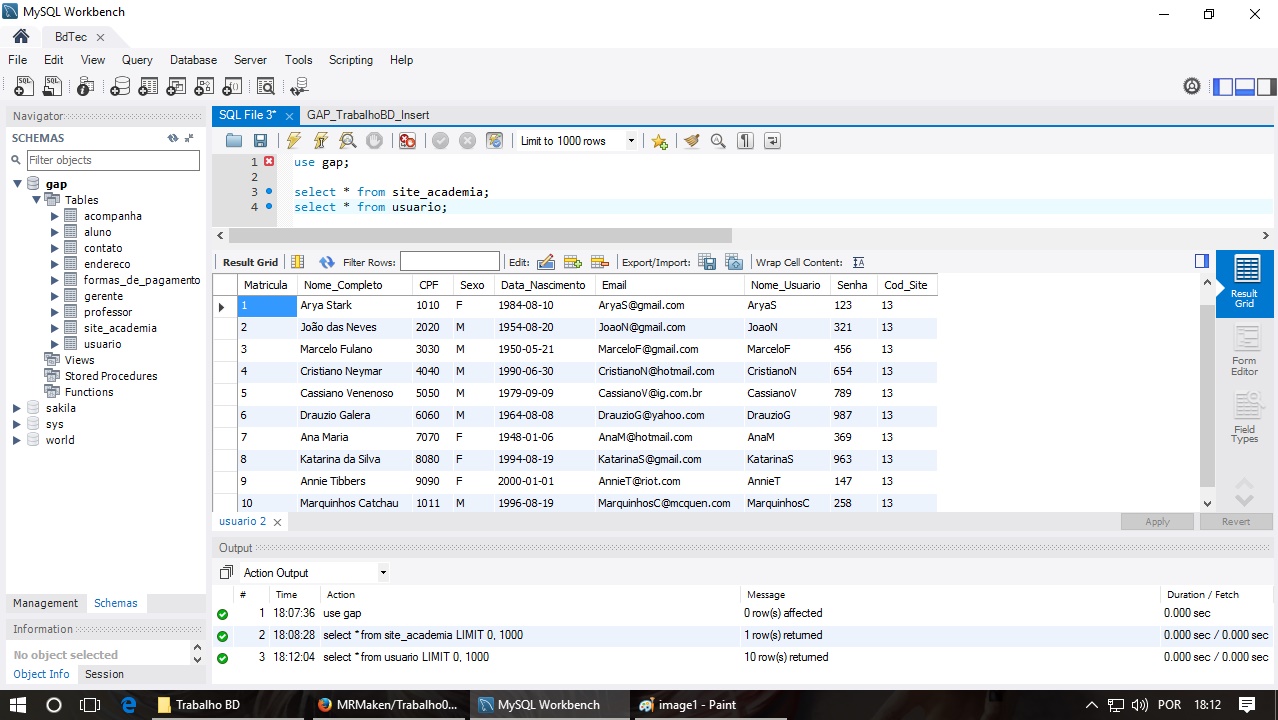 MySQL Workbench
BdTec
File Edit View Query Database Server Tools Scripting Help
Navigator
SCHEMAS
Filter objects
gap
Tables
acompanha
aluno
contato
endereco
formas_de_pagamento
gerente
professor
site_academia
usuario
Views
Stored Procedures
Functions
sakila
sys
world
Management Schemas
Information
No object selected
Object Info Session
SQL File 3* GAP_TrabalhoBD_Insert
Limit to 1000 rows
1 use gap;
2
3 select * from site_academia;
4 select * from usuario;
Result Grid Filter Rows: Edit: Export/Import: Wrap Cell Content:
Matricula Nome_Completo CPF Sexo Data_Nascimento Email Nome_Usuario Senha Cod_Site
1 Arya Stark 1010 F 1984-08-10 AryaS@gmail.com AryaS 123 13
2 João das Neves 2020 M 1954-08-20 JoaoN@gmail.com JoaoN 321 13
3 Marcelo Fulano 3030 M 1950-05-21 MarceloF@gmail.com MarceloF 456 13
4 Cristiano Neymar 4040 M 1990-06-30 CristianoN@hotmail.com CristianoN 654 13
5 Cassiano Venenoso 5050 M 1979-09-09 CassianoV@ig.com.br CassianoV 789 13
6 Drauzio Galera 6060 M 1964-08-08 DrauzioG@yahoo.com DrauzioG 987 13
7 Ana Maria 7070 F 1948-01-06 AnaM@hotmail.com AnaM 369 13
8 Katarina da Silva 8080 F 1994-08-19 KatarinaS@gmail.com KatarinaS 963 13
9 Annie Tibbers 9090 F 2000-01-01 AnnieT@riot.com AnnieT 147 13
10 Marquinhos Catchau 1011 M 1996-08-19 MarquinhosC@mcquen.com MarquinhosC 258 13
Result Grid
Form Editor
Field Types
usuario 2 Apply Revert
Output
Action Output
# Time Action Message Duration / Fetch
1 18:07:36 use gap 0 row(s) affected 0.000 sec
2 18:08:28 select * from site_academia LIMIT 0, 1000 1 row(s) returned 0.000 sec / 0.000 sec
3 18:12:04 select * from usuario LIMIT 0, 1000 10 row(s) returned 0.000 sec / 0.000 sec
Trabalho BD MRMaker/Trabalho0... MySQL Workbench image1 - Paint POR 18:12